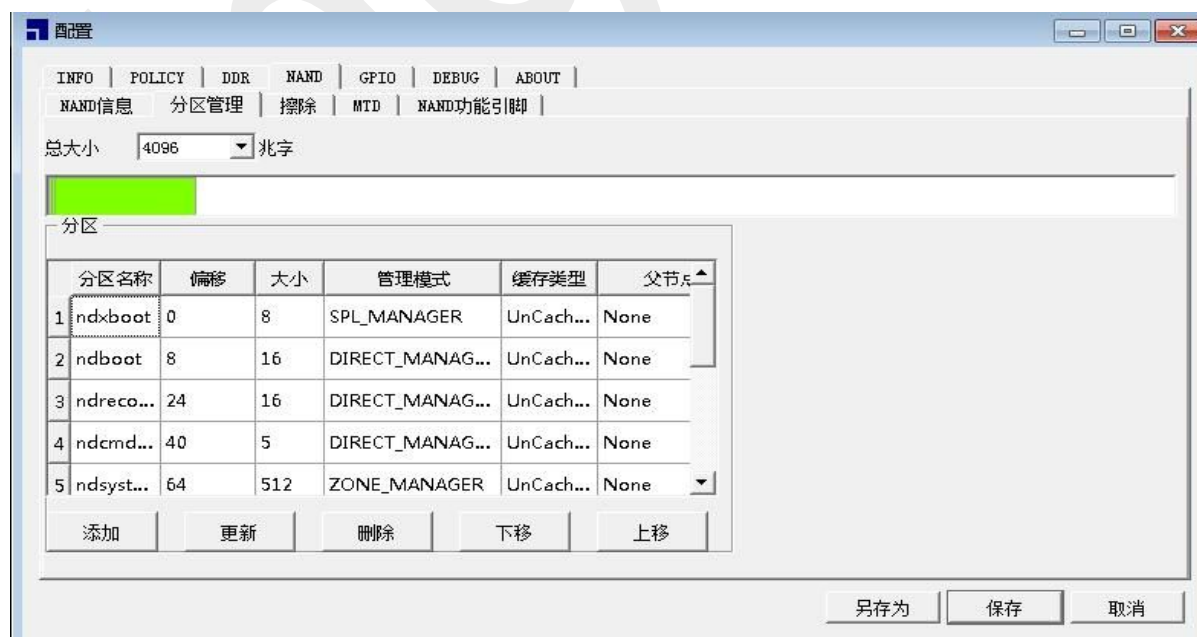 配置
INFO POLICY DDR NAND GPIO DEBUG ABOUT
NAND信息 分区管理 擦除 MTD NAND功能引脚
总大小 4096 兆字
分区
分区名称 偏移 大小 管理模式 缓存类型 父节点
1 ndxboot 0 8 SPL_MANAGER UnCach... None
2 ndboot 8 16 DIRECT_MANAG... UnCach... None
3 ndreco... 24 16 DIRECT_MANAG... UnCach... None
4 ndcmd... 40 5 DIRECT_MANAG... UnCach... None
5 ndsyst... 64 512 ZONE_MANAGER UnCach... None
添加 更新 删除 下移 上移
另存为 保存 取消